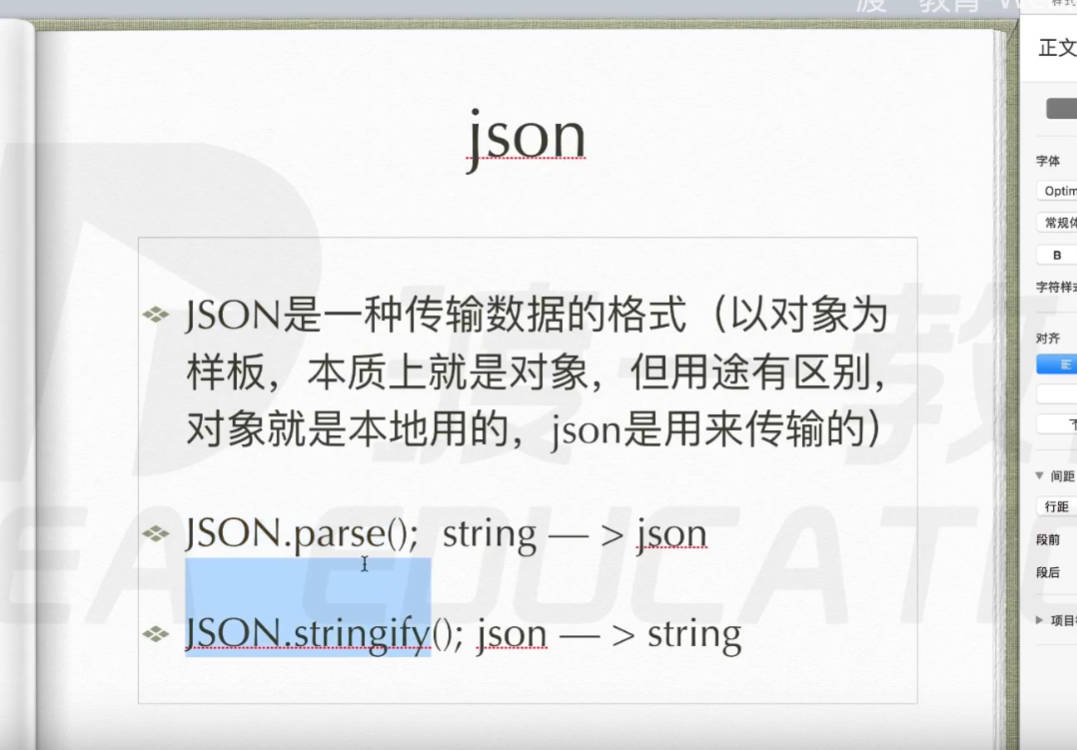 渡 教育
json
JSON是一种传输数据的格式（以对象为
样板，本质上就是对象，但用途有区别，
对象就是本地用的，json是用来传输的）
JSON.parse(); string — > json
JSON.stringify(); json — > string
EDUCATIO
正文
字体
Optim
常规体
B
字符样式
对齐
间距
行距
段前
段后
项目